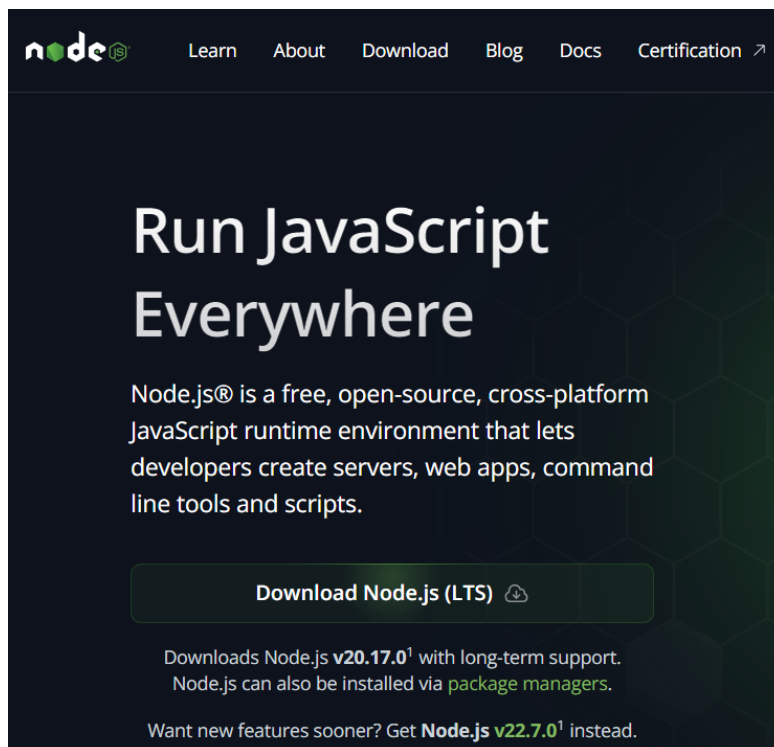 node JS
Learn About Download Blog Docs Certification ↗
Run JavaScript
Everywhere
Node.js® is a free, open-source, cross-platform
JavaScript runtime environment that lets
developers create servers, web apps, command
line tools and scripts.
Download Node.js (LTS)
Downloads Node.js v20.17.0¹ with long-term support.
Node.js can also be installed via package managers.
Want new features sooner? Get Node.js v22.7.0¹ instead.